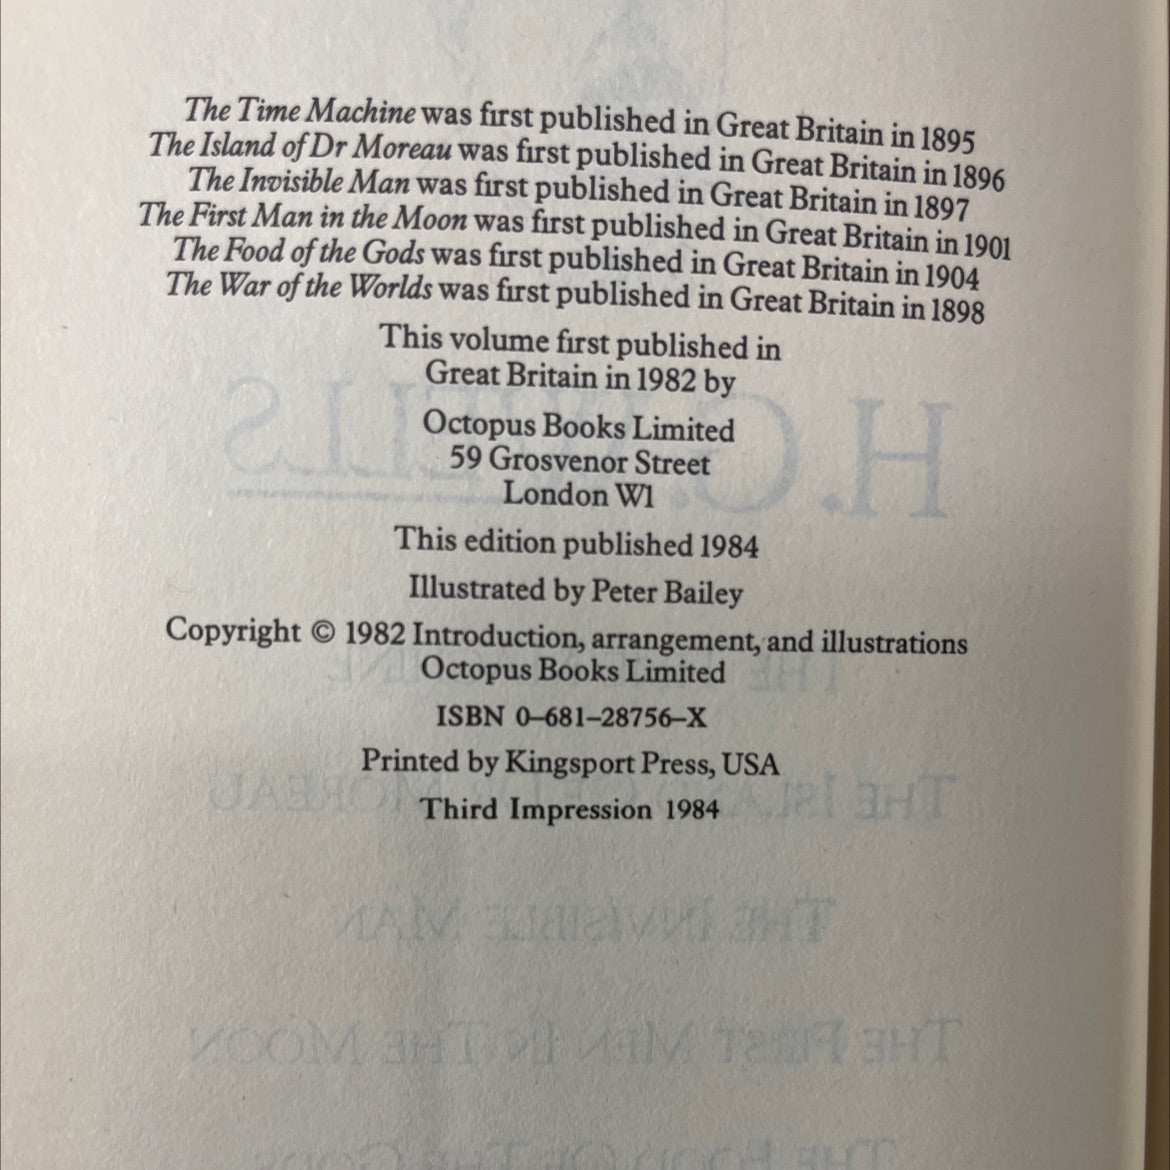 The Time Machine was first published in Great Britain in 1895
The Island of Dr Moreau was first published in Great Britain in 1896
The Invisible Man was first published in Great Britain in 1897
The First Man in the Moon was first published in Great Britain in 1901
The Food of the Gods was first published in Great Britain in 1904
The War of the Worlds was first published in Great Britain in 1898
This volume first published in
Great Britain in 1982 by
Octopus Books Limited
59 Grosvenor Street
London W1
This edition published 1984
Illustrated by Peter Bailey
Copyright © 1982 Introduction, arrangement, and illustrations
Octopus Books Limited
ISBN 0–681–28756–X
Printed by Kingsport Press, USA
Third Impression 1984